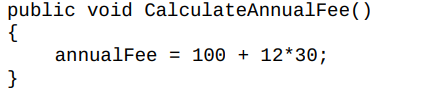 public void CalculateAnnualFee()
{
    annualFee = 100 + 12*30;
}